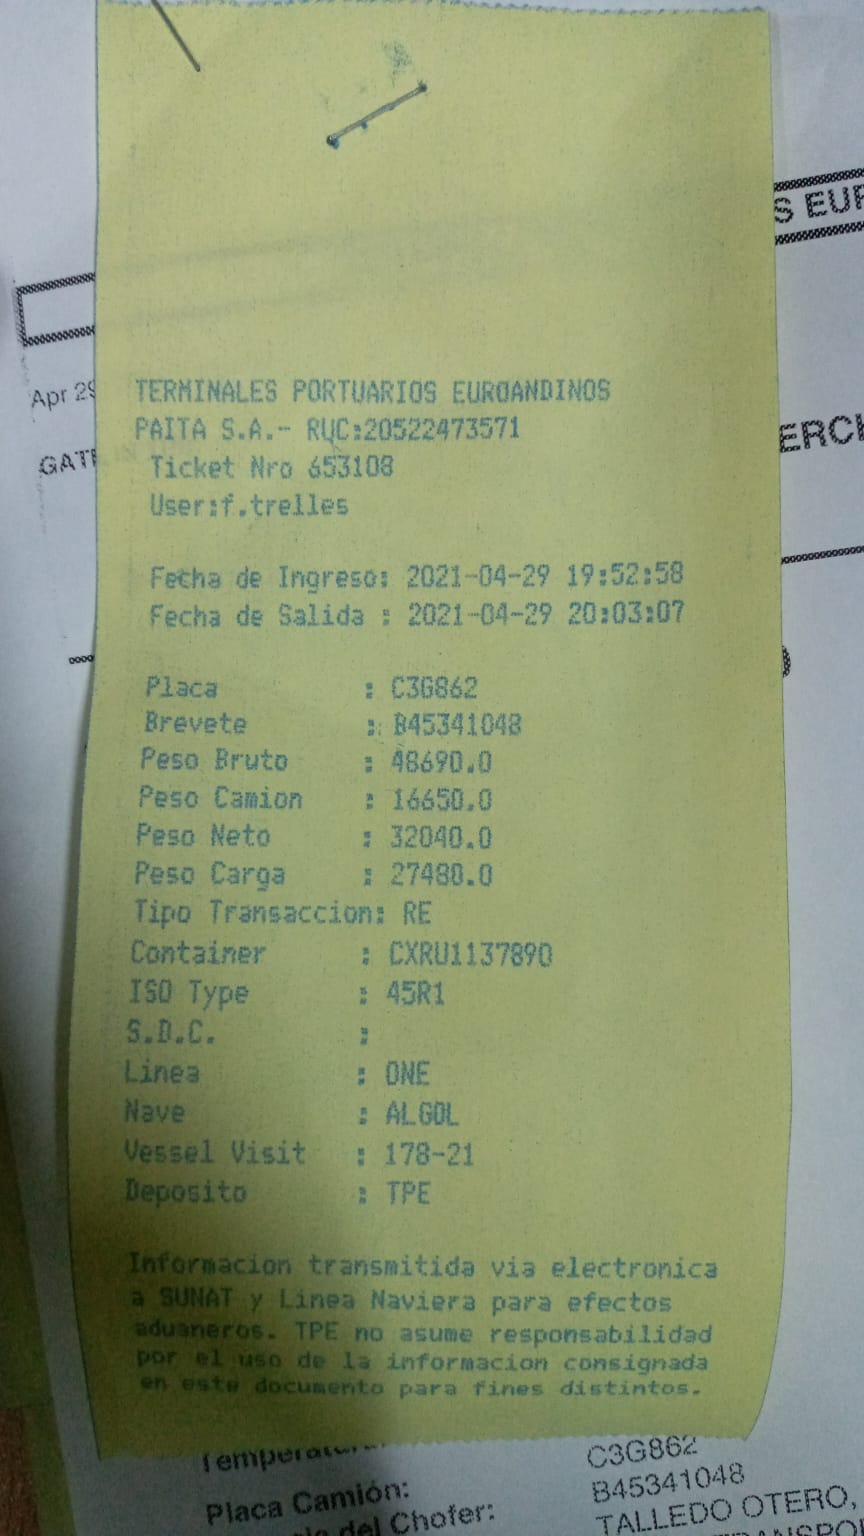 S EUR
Apr 29
ERCH
GAT
TERMINALES PORTUARIOS EUROANDINOS
PAITA S.A.- RUC:20522473571
Ticket Nro 653108
User:f.trelles
Fecha de Ingreso: 2021-04-29 19:52:58
Fecha de Salida : 2021-04-29 20:03:07
Placa : C3G862
Brevete : B45341048
Peso Bruto : 48690.0
Peso Camion : 16650.0
Peso Neto : 32040.0
Peso Carga : 27480.0
Tipo Transaccion: RE
Container : CXRU1137890
ISO Type : 45R1
S.D.C. :
Linea : ONE
Nave : ALGOL
Vessel Visit : 178-21
Deposito : TPE
Informacion transmitida via electronica
a SUNAT y Linea Naviera para efectos
aduaneros. TPE no asume responsabilidad
por el uso de la informacion consignada
en este documento para fines distintos.
C3G862
Placa Camión: B45341048
del Chofer: TALLEDO OTERO,